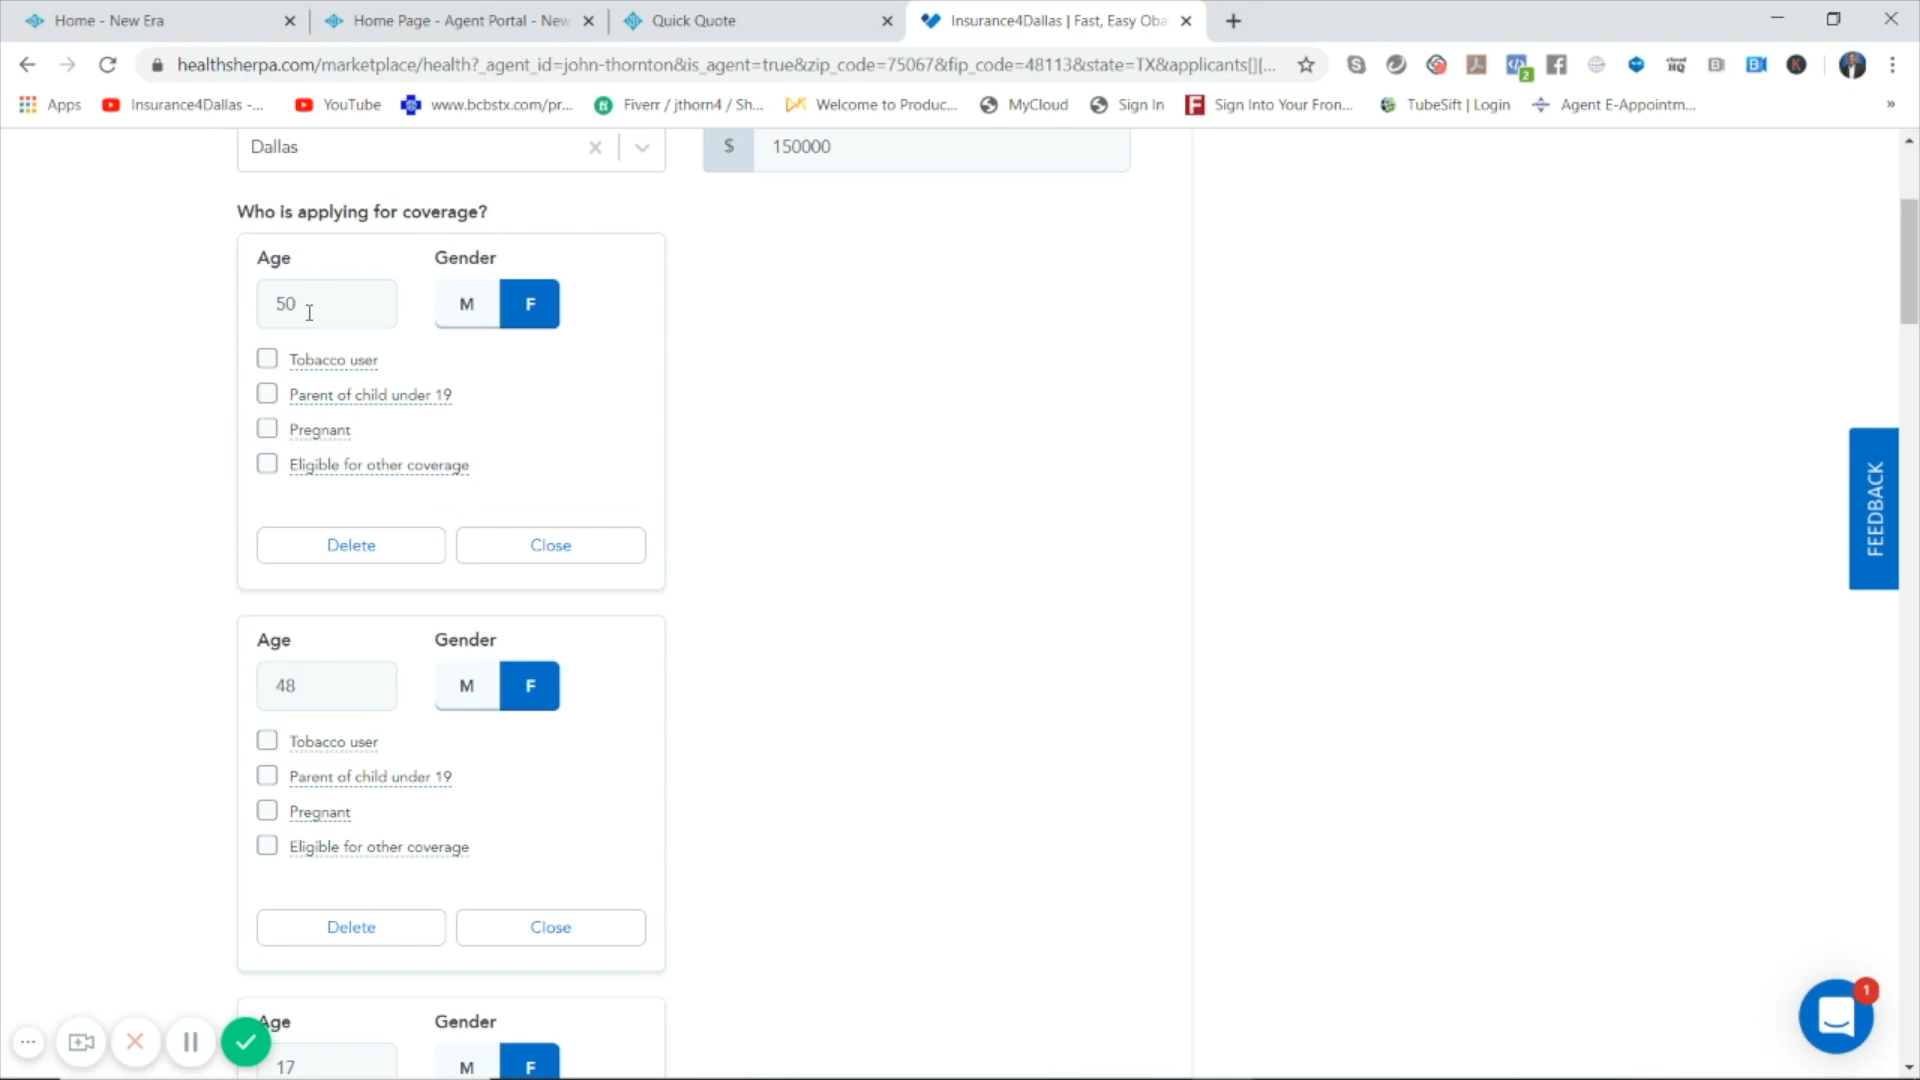 Home - New Era
Home Page - Agent Portal - New
Quick Quote
Insurance4Dallas | Fast, Easy Oba
healthsherpa.com/marketplace/health?_agent_id=john-thornton&is_agent=true&zip_code=75067&fip_code=48113&state=TX&applicants[][...
2
HQ
Apps
Insurance4Dallas -...
YouTube
www.bcbstx.com/pr...
Fiverr / jthorn4 / Sh...
Welcome to Produc...
MyCloud
Sign In
Sign Into Your Fron...
TubeSift | Login
Agent E-Appointm...
»
Dallas
$ 150000
Who is applying for coverage?
Age Gender
50 M F
Tobacco user
Parent of child under 19
Pregnant
Eligible for other coverage
Delete Close
FEEDBACK
Age Gender
48 M F
Tobacco user
Parent of child under 19
Pregnant
Eligible for other coverage
Delete Close
1
Age Gender
17 M F